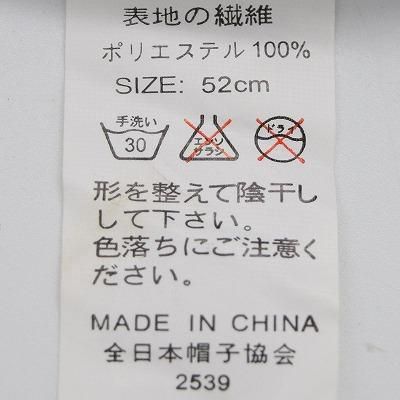 表地の繊維
ポリエステル 100%
SIZE: 52cm
手洗い エンソ ドライ
30 サラシ
形を整えて陰干し
して下さい。
色落ちにご注意く
ださい。
MADE IN CHINA
全日本帽子協会
2539